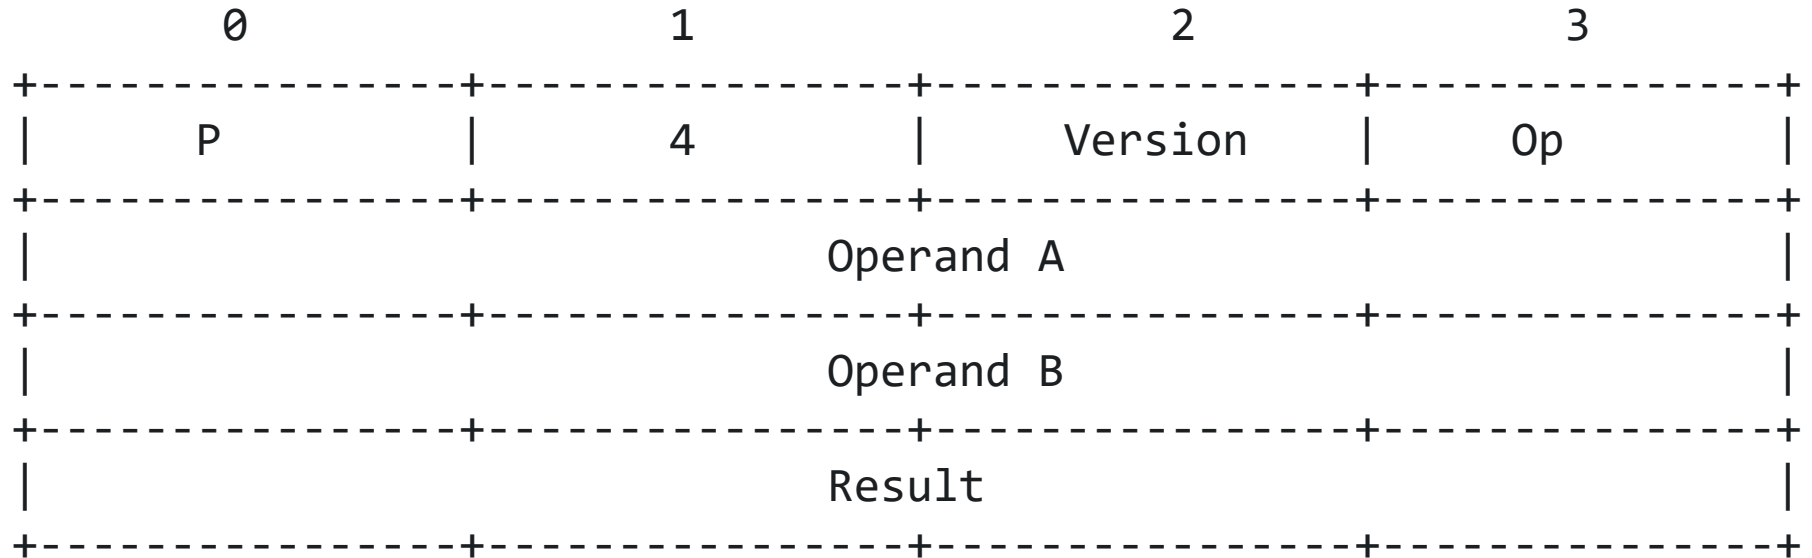 0 1 2 3
+----------------+----------------+----------------+----------------+
| P | 4 | Version | Op |
+----------------+----------------+----------------+----------------+
| Operand A |
+----------------+----------------+----------------+----------------+
| Operand B |
+----------------+----------------+----------------+----------------+
| Result |
+----------------+----------------+----------------+----------------+